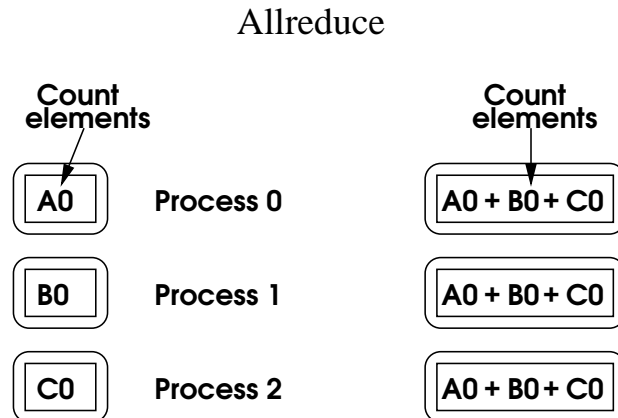 Allreduce
Count
elements
Count
elements
A0 Process 0 A0 + B0 + C0
B0 Process 1 A0 + B0 + C0
C0 Process 2 A0 + B0 + C0